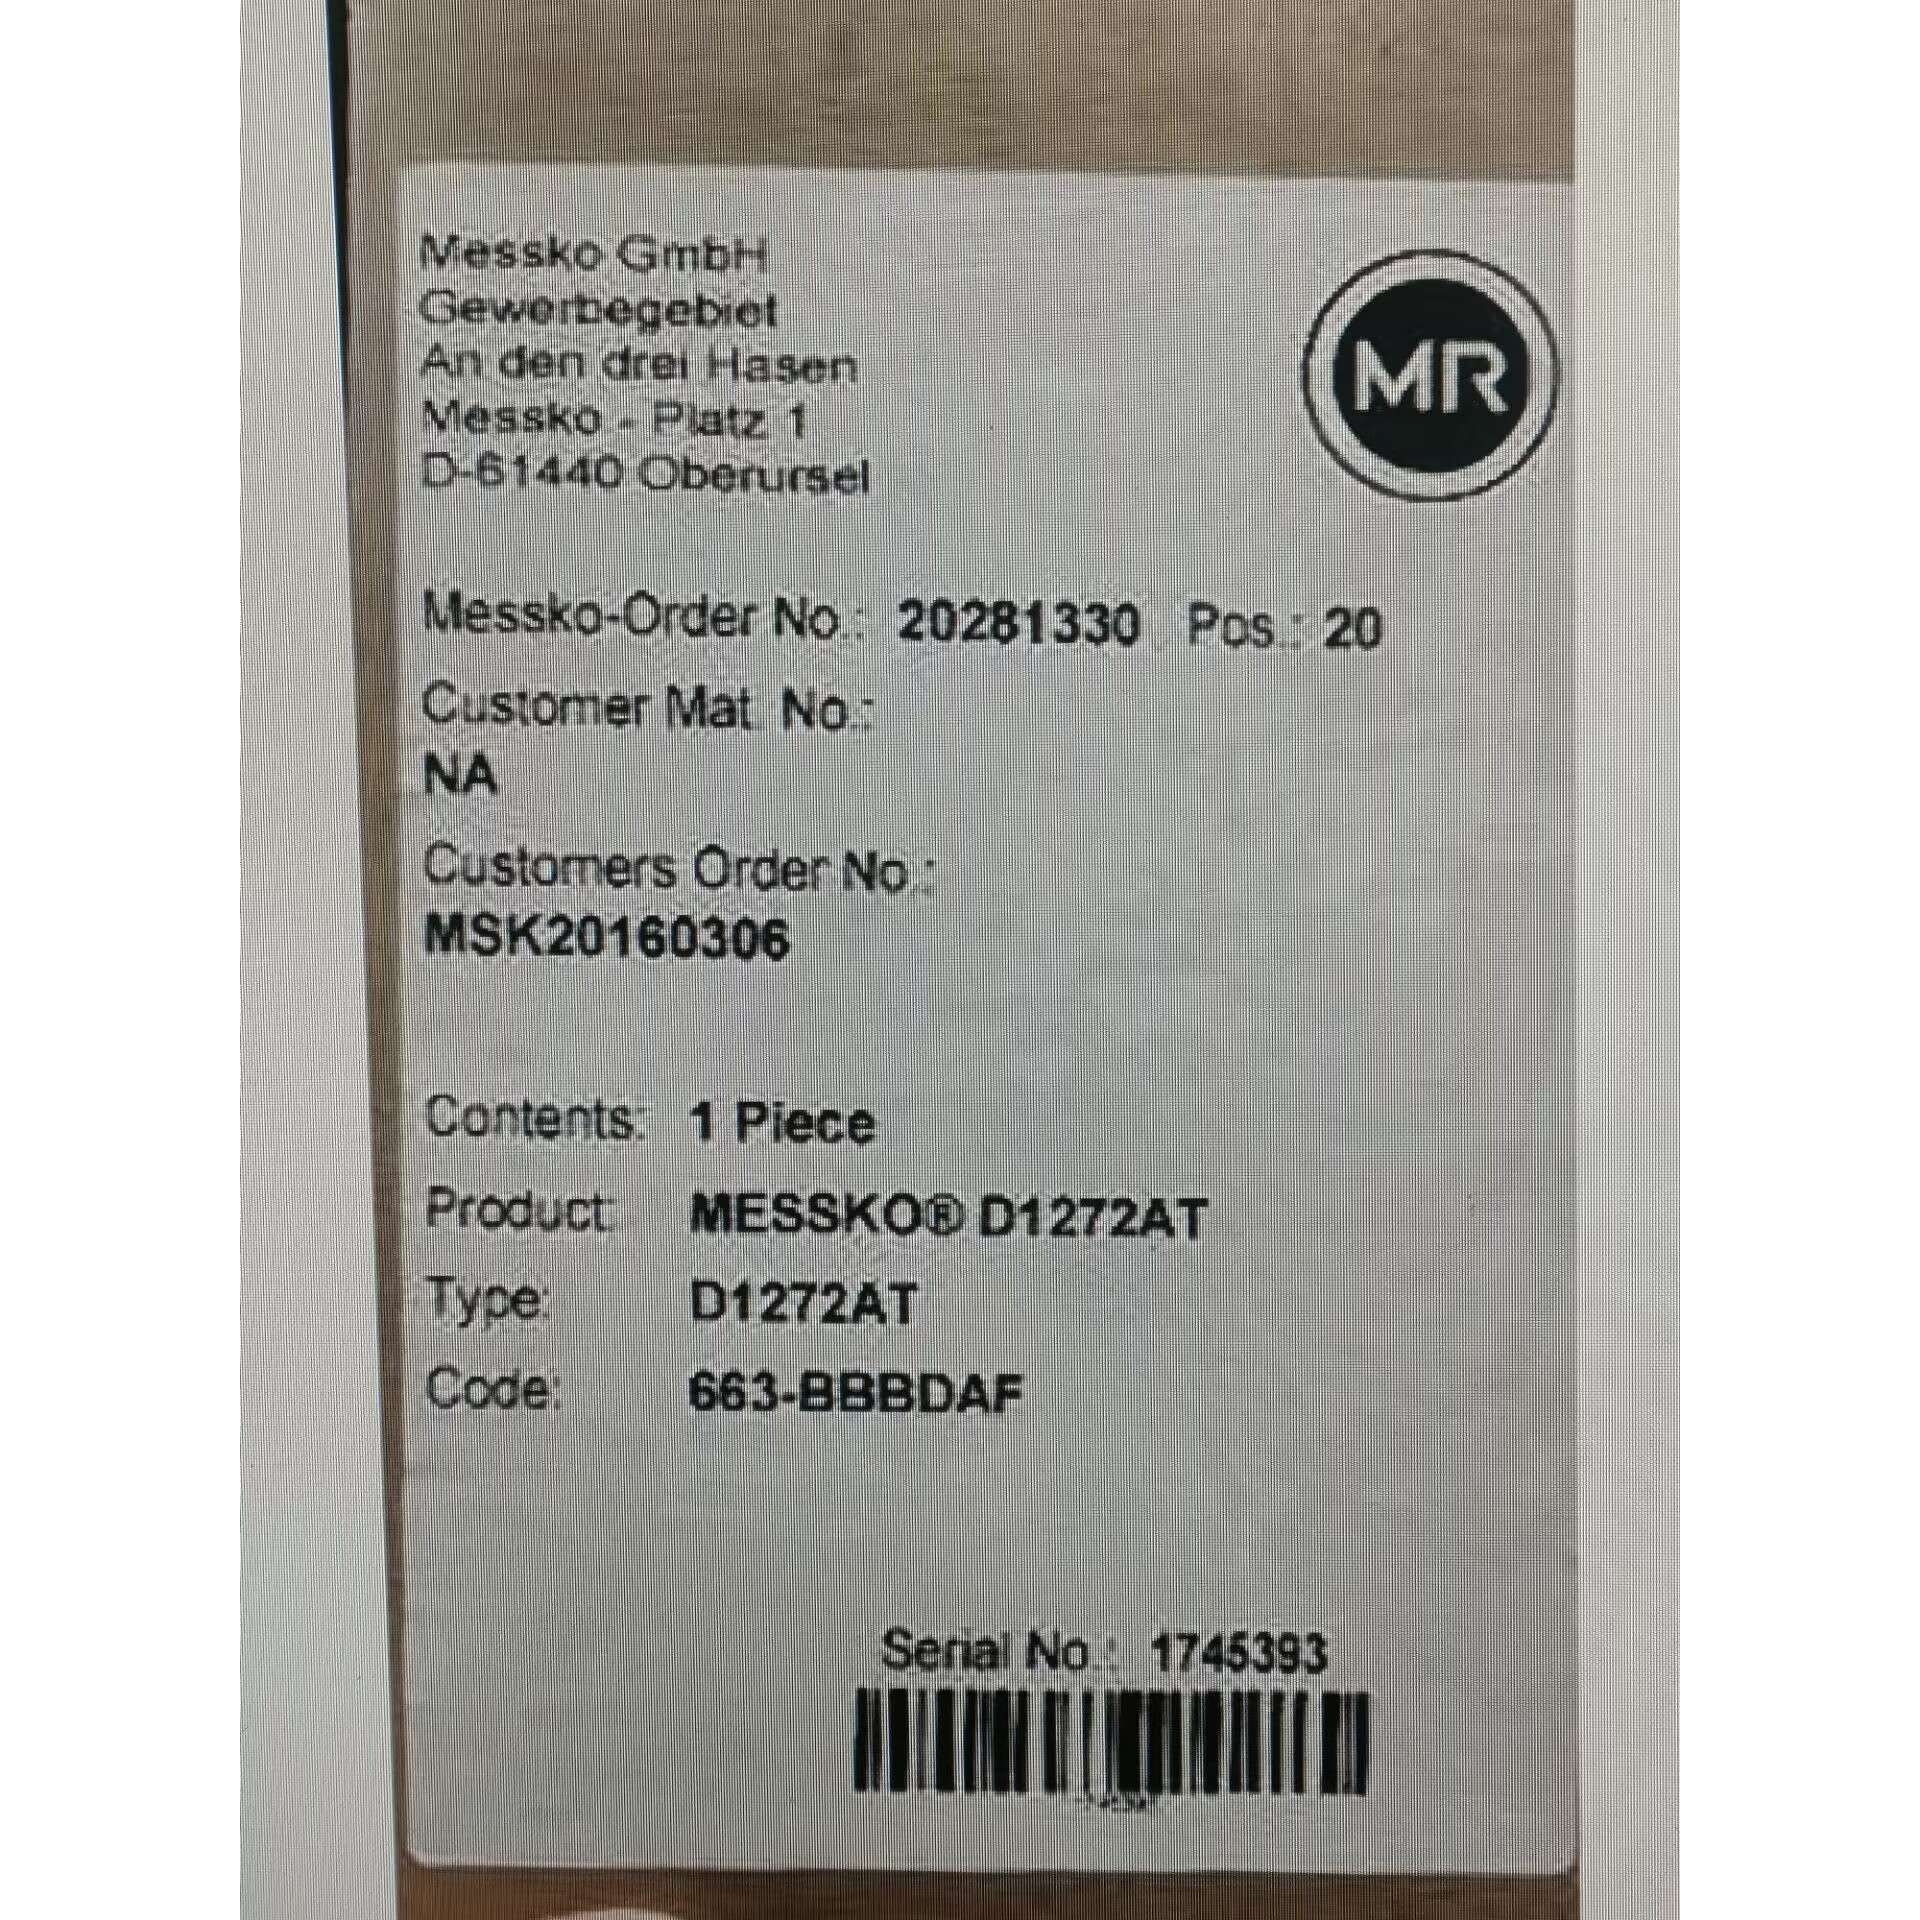 Messko GmbH
Gewerbegebiet
An den drei Hasen
Messko - Platz 1
D-61440 Oberursel
MR
Messko-Order No.: 20281330 Pos.: 20
Customer Mat. No.:
NA
Customers Order No.:
MSK20160306
Contents: 1 Piece
Product: MESSKO® D1272AT
Type: D1272AT
Code: 663-BBBDAF
Serial No.: 1745393